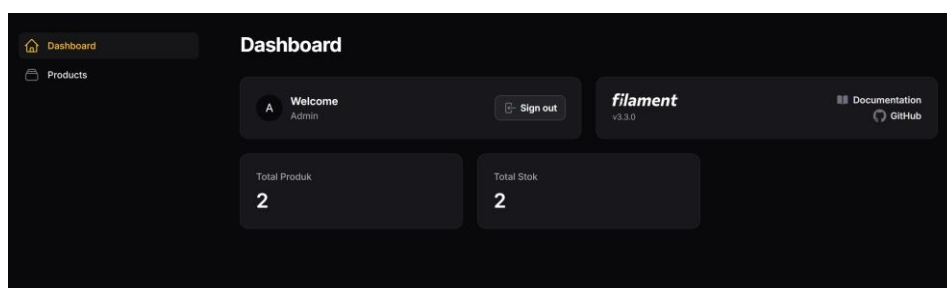 Dashboard
Products
Dashboard
A
Welcome
Admin
Sign out
filament
v3.3.0
Documentation
GitHub
Total Produk
2
Total Stok
2